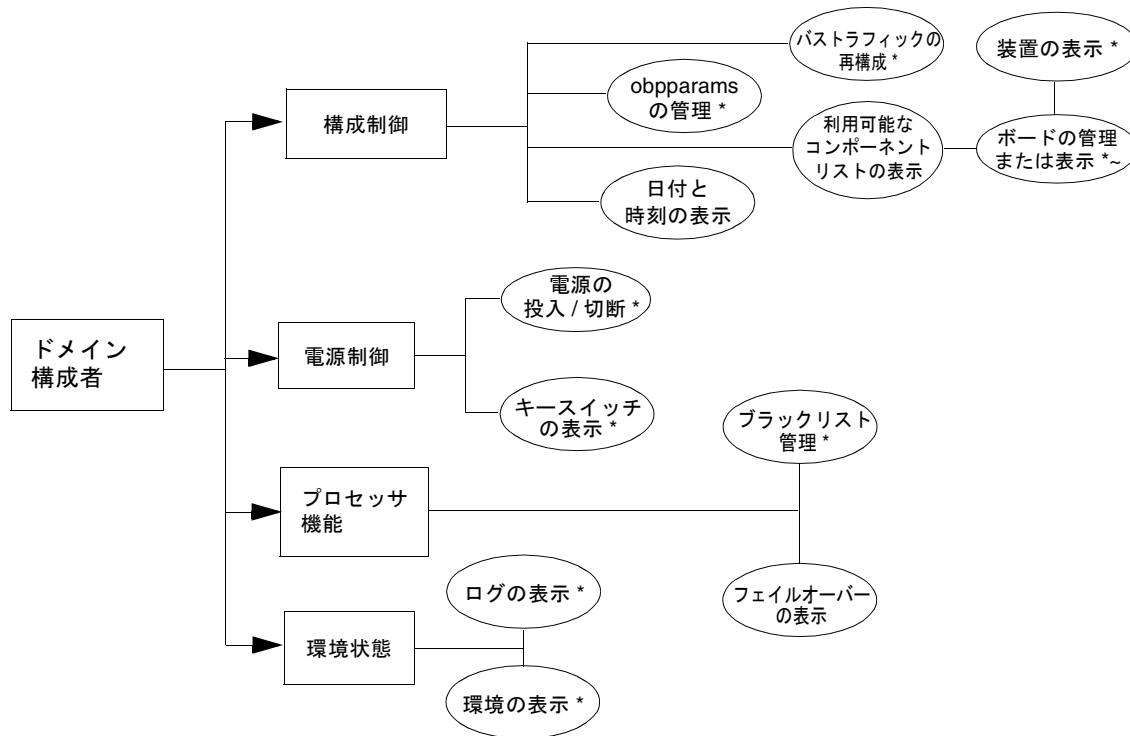 バストラフィックの
再構成 *
装置の表示 *
obpparams
の管理 *
構成制御
利用可能な
コンポーネント
リストの表示
ボードの管理
または表示 *~
日付と
時刻の表示
電源の
投入 / 切断 *
ドメイン
構成者
電源制御
キースイッチ
の表示 *
ブラックリスト
管理 *
プロセッサ
機能
ログの表示 *
フェイルオーバー
の表示
環境状態
環境の表示 *